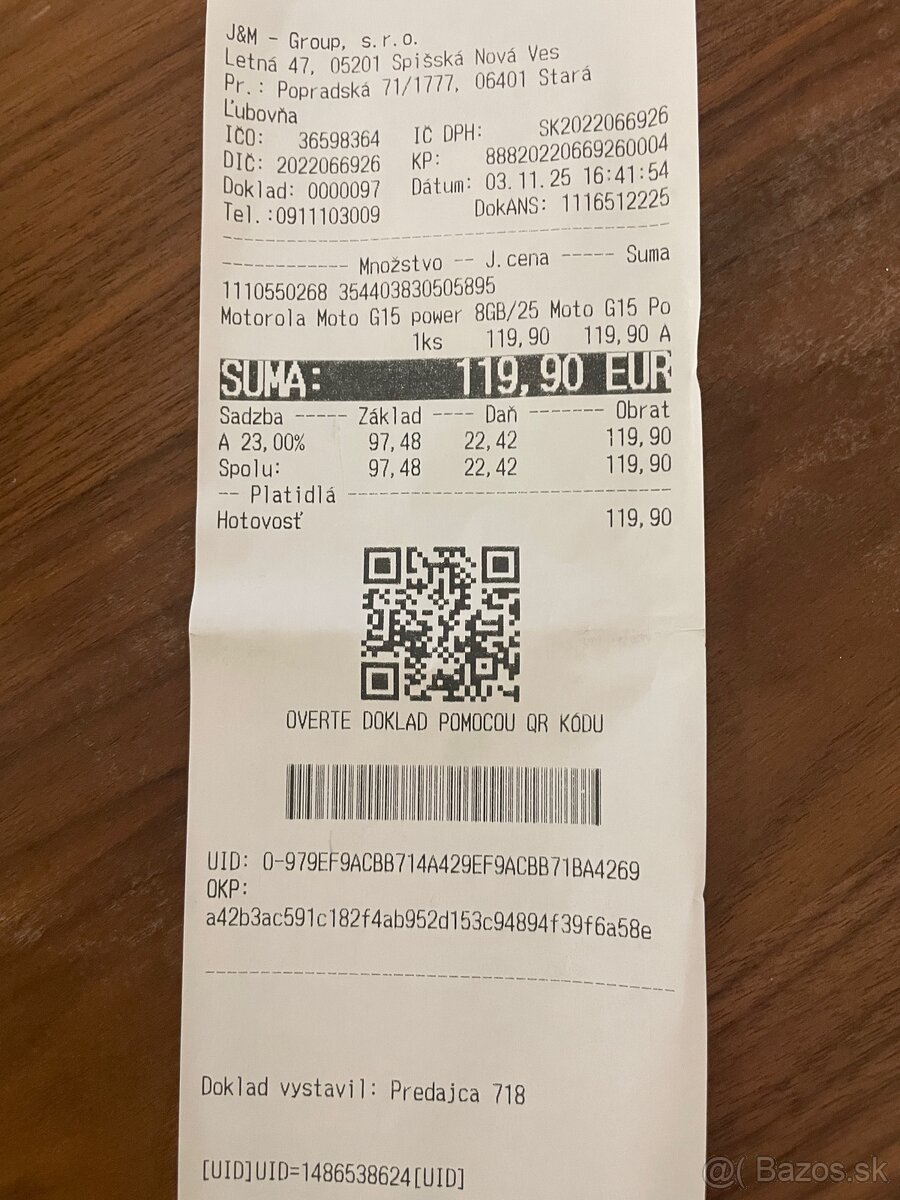 J&M - Group, s.r.o.
Letná 47, 05201 Spišská Nová Ves
Pr.: Popradská 71/1777, 06401 Stará
Ľubovňa
IČO: 36598364 IČ DPH: SK2022066926
DIČ: 2022066926 KP: 88820220669260004
Doklad: 0000097 Dátum: 03.11.25 16:41:54
Tel.:0911103009 DokANS: 1116512225
------------ Množstvo -- J.cena ----- Suma
1110550268 354403830505895
Motorola Moto G15 power 8GB/25 Moto G15 Po
1ks 119,90 119,90 A
SUMA: 119,90 EUR
Sadzba ----- Základ ---- Daň ------- Obrat
A 23,00% 97,48 22,42 119,90
Spolu: 97,48 22,42 119,90
-- Platidlá --------------------------------
Hotovosť 119,90
OVERTE DOKLAD POMOCOU QR KÓDU
UID: O-979EF9ACBB714A429EF9ACBB71BA4269
OKP:
a42b3ac591c182f4ab952d153c94894f39f6a58e
Doklad vystavil: Predajca 718
[UID]UID=1486538624[UID]
@( Bazos.sk